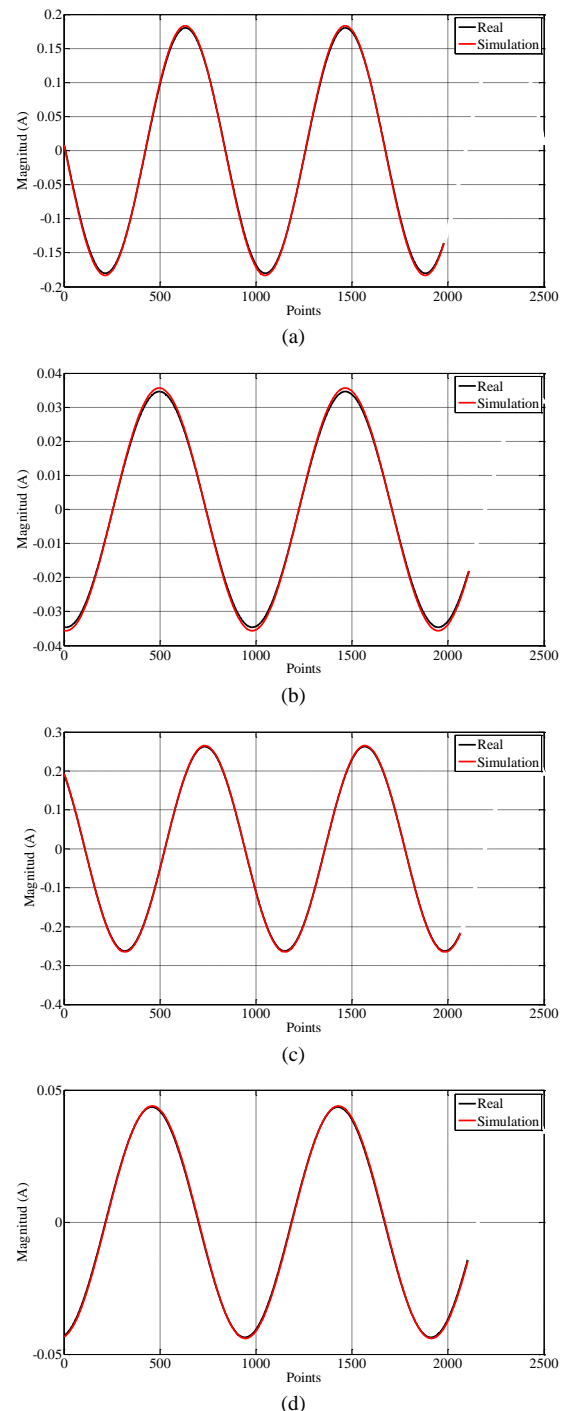 0.2
0.15
0.1
0.05
0
-0.05
-0.1
-0.15
-0.2
Magnitud (A)
0 500 1000 1500 2000 2500
Points
Real
Simulation
(a)
0.04
0.03
0.02
0.01
0
-0.01
-0.02
-0.03
-0.04
Magnitud (A)
0 500 1000 1500 2000 2500
Points
Real
Simulation
(b)
0.3
0.2
0.1
0
-0.1
-0.2
-0.3
-0.4
Magnitud (A)
0 500 1000 1500 2000 2500
Points
Real
Simulation
(c)
0.05
0
-0.05
Magnitud (A)
0 500 1000 1500 2000 2500
Points
Real
Simulation
(d)